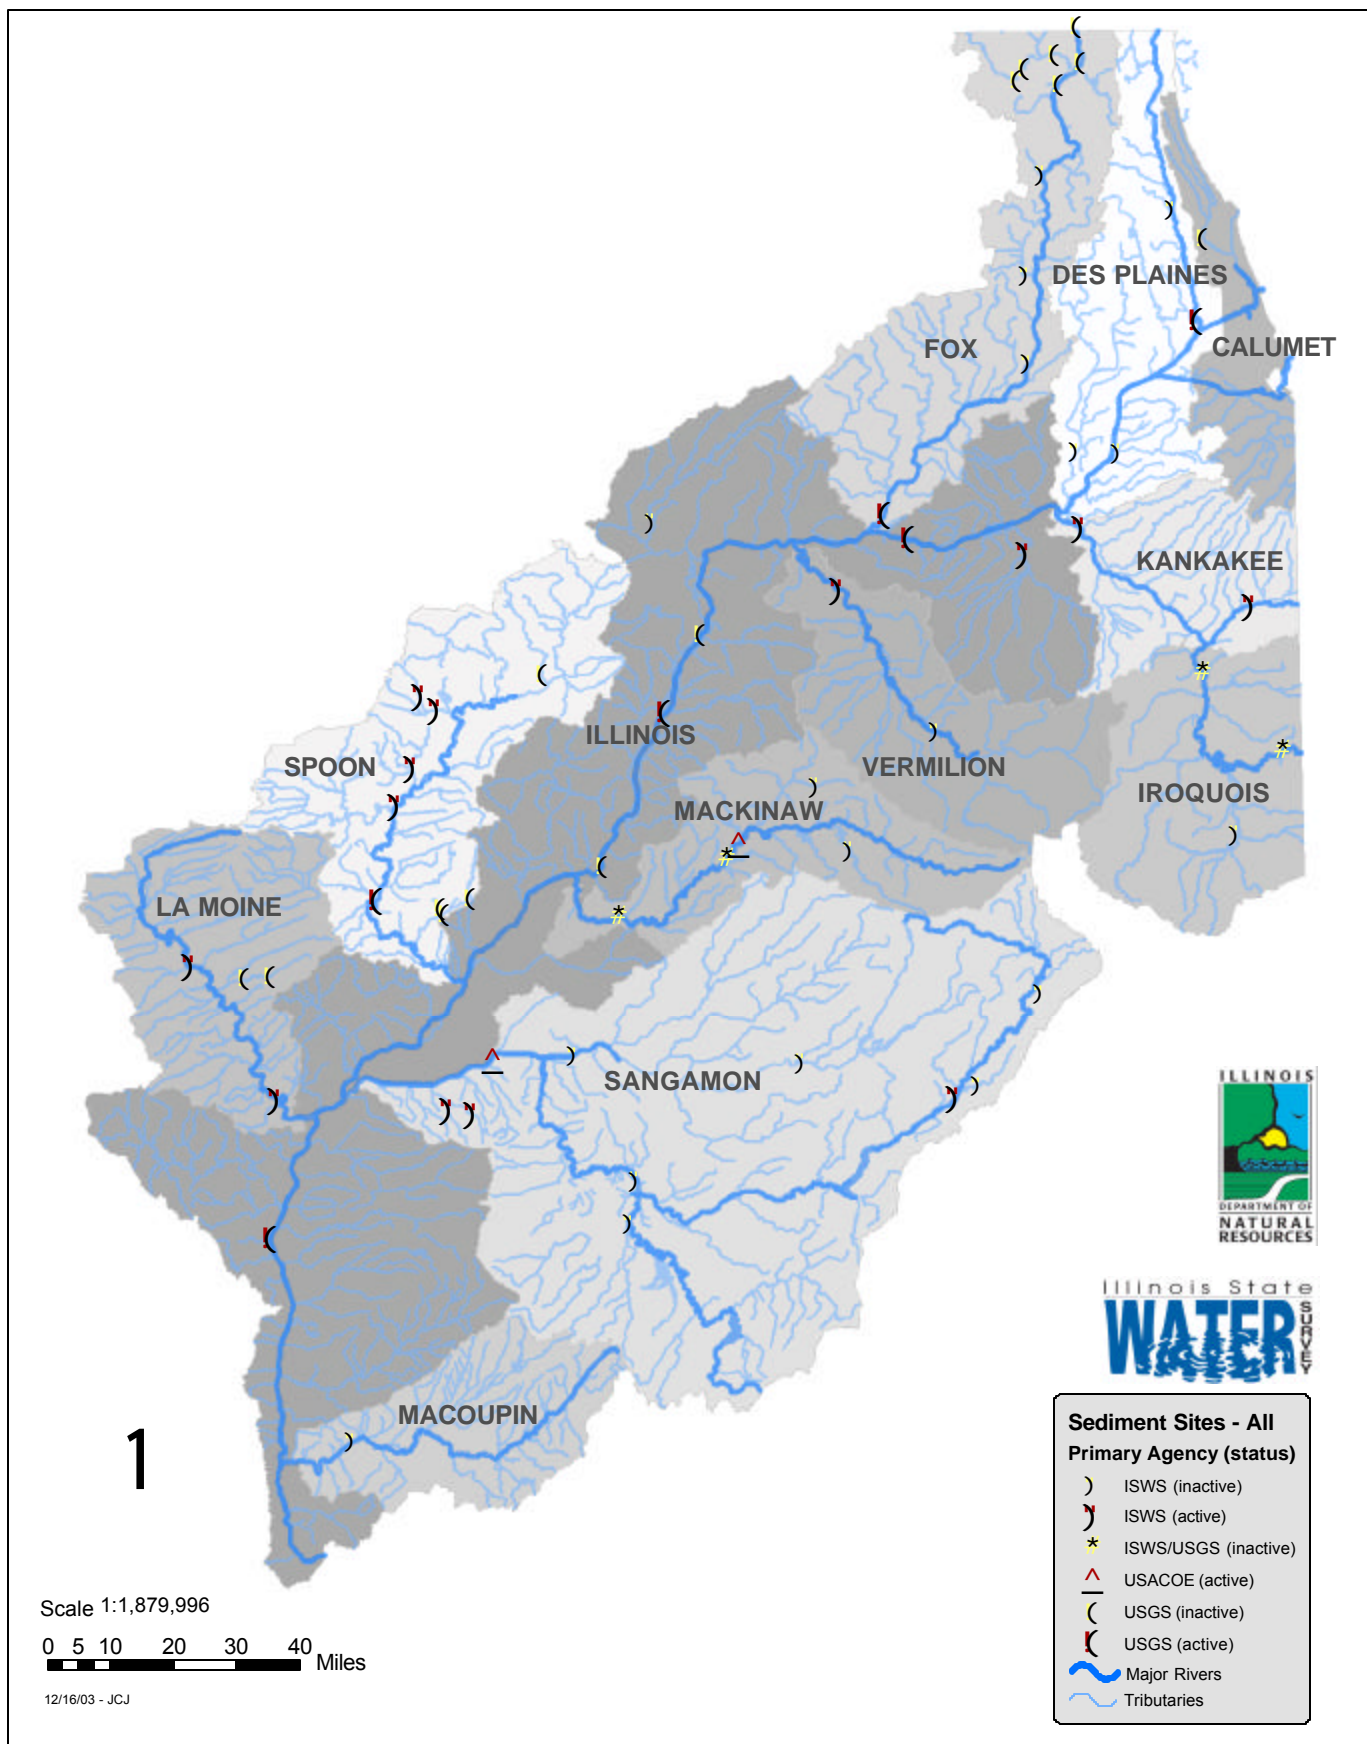 DES PLAINES
FOX
CALUMET
KANKAKEE
ILLINOIS
SPOON
VERMILION
IROQUOIS
MACKINAW
LA MOINE
SANGAMON
MACOUPIN
1
ILLINOIS
DEPARTMENT OF
NATURAL
RESOURCES
Illinois State
WATER
SURVEY
Sediment Sites - All
Primary Agency (status)
ISWS (inactive)
ISWS (active)
ISWS/USGS (inactive)
USACOE (active)
USGS (inactive)
USGS (active)
Major Rivers
Tributaries
Scale 1:1,879,996
0 5 10 20 30 40 Miles
12/16/03 - JCJ